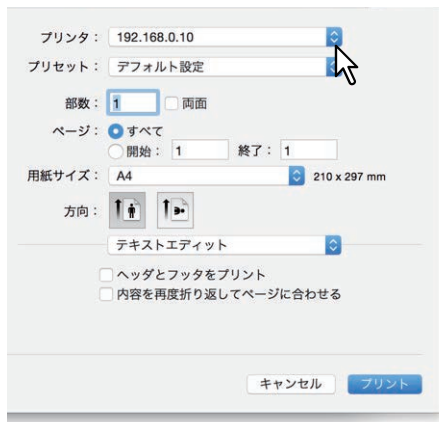 プリンタ： 192.168.0.10
プリセット： デフォルト設定
部数： 1 両面
ページ： すべて
開始： 1 終了： 1
用紙サイズ： A4 210 x 297 mm
方向：
テキストエディット
ヘッダとフッタをプリント
内容を再度折り返してページに合わせる
キャンセル プリント